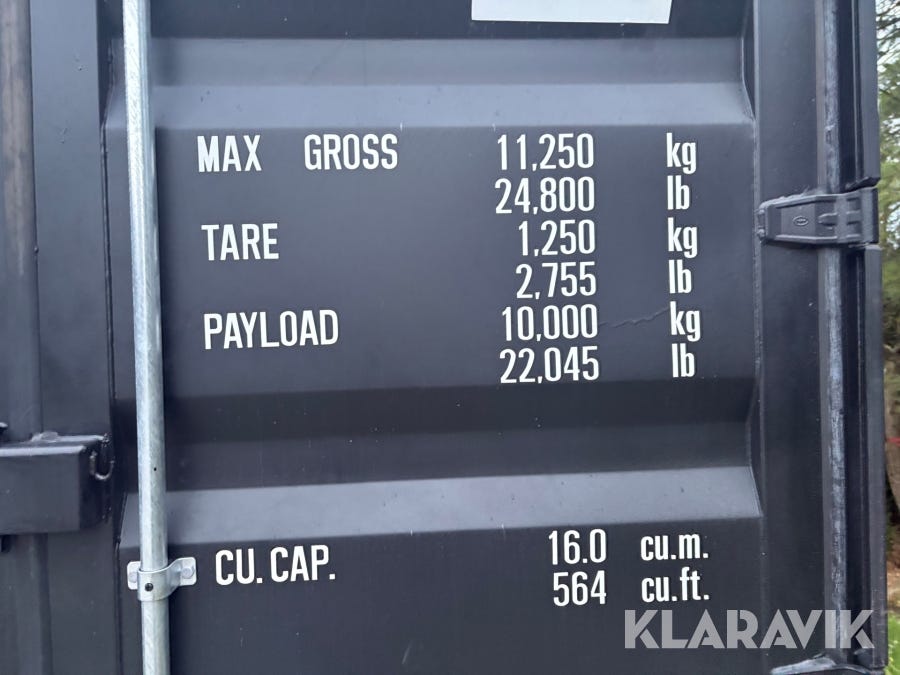 MAX GROSS 11,250 kg
24,800 lb
TARE 1,250 kg
2,755 lb
PAYLOAD 10,000 kg
22,045 lb
CU. CAP. 16.0 cu.m.
564 cu.ft.
KLARAVIK